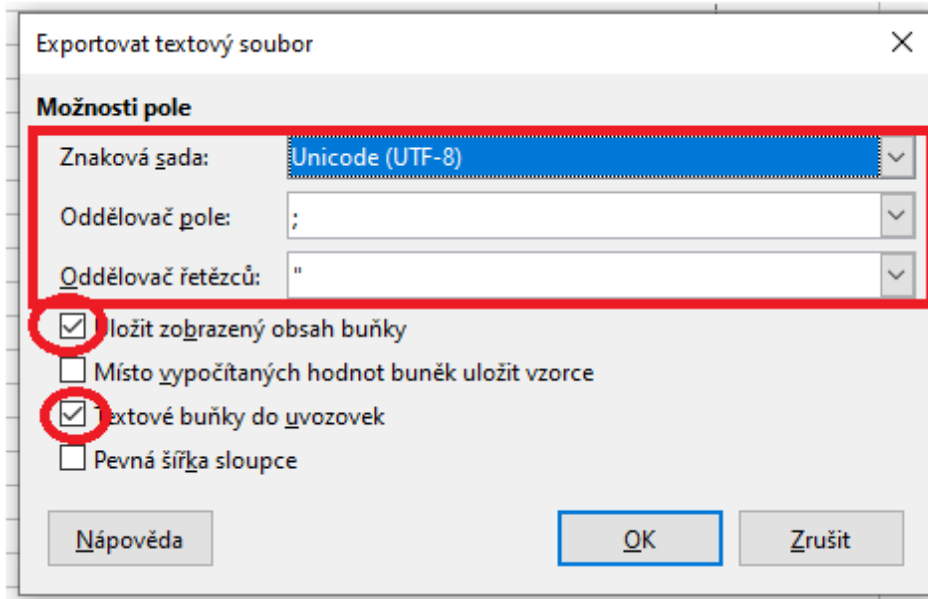 Exportovat textový soubor
Možnosti pole
Znaková sada: Unicode (UTF-8)
Oddělovač pole: ;
Oddělovač řetězců: "
Uložit zobrazený obsah buňky
Místo vypočítaných hodnot buněk uložit vzorce
Textové buňky do uvozovek
Pevná šířka sloupce
Nápověda OK Zrušit